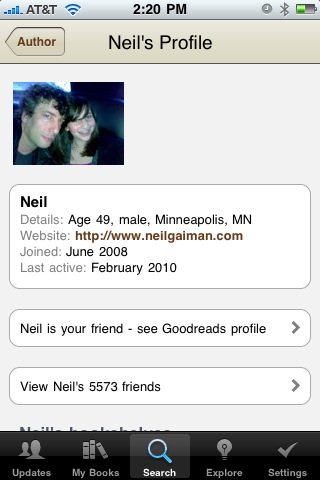 AT&T 2:20 PM
Author
Neil's Profile
Neil
Details: Age 49, male, Minneapolis, MN
Website: http://www.neilgaiman.com
Joined: June 2008
Last active: February 2010
Neil is your friend - see Goodreads profile
View Neil's 5573 friends
Neil's bookshelves
Updates My Books Search Explore Settings